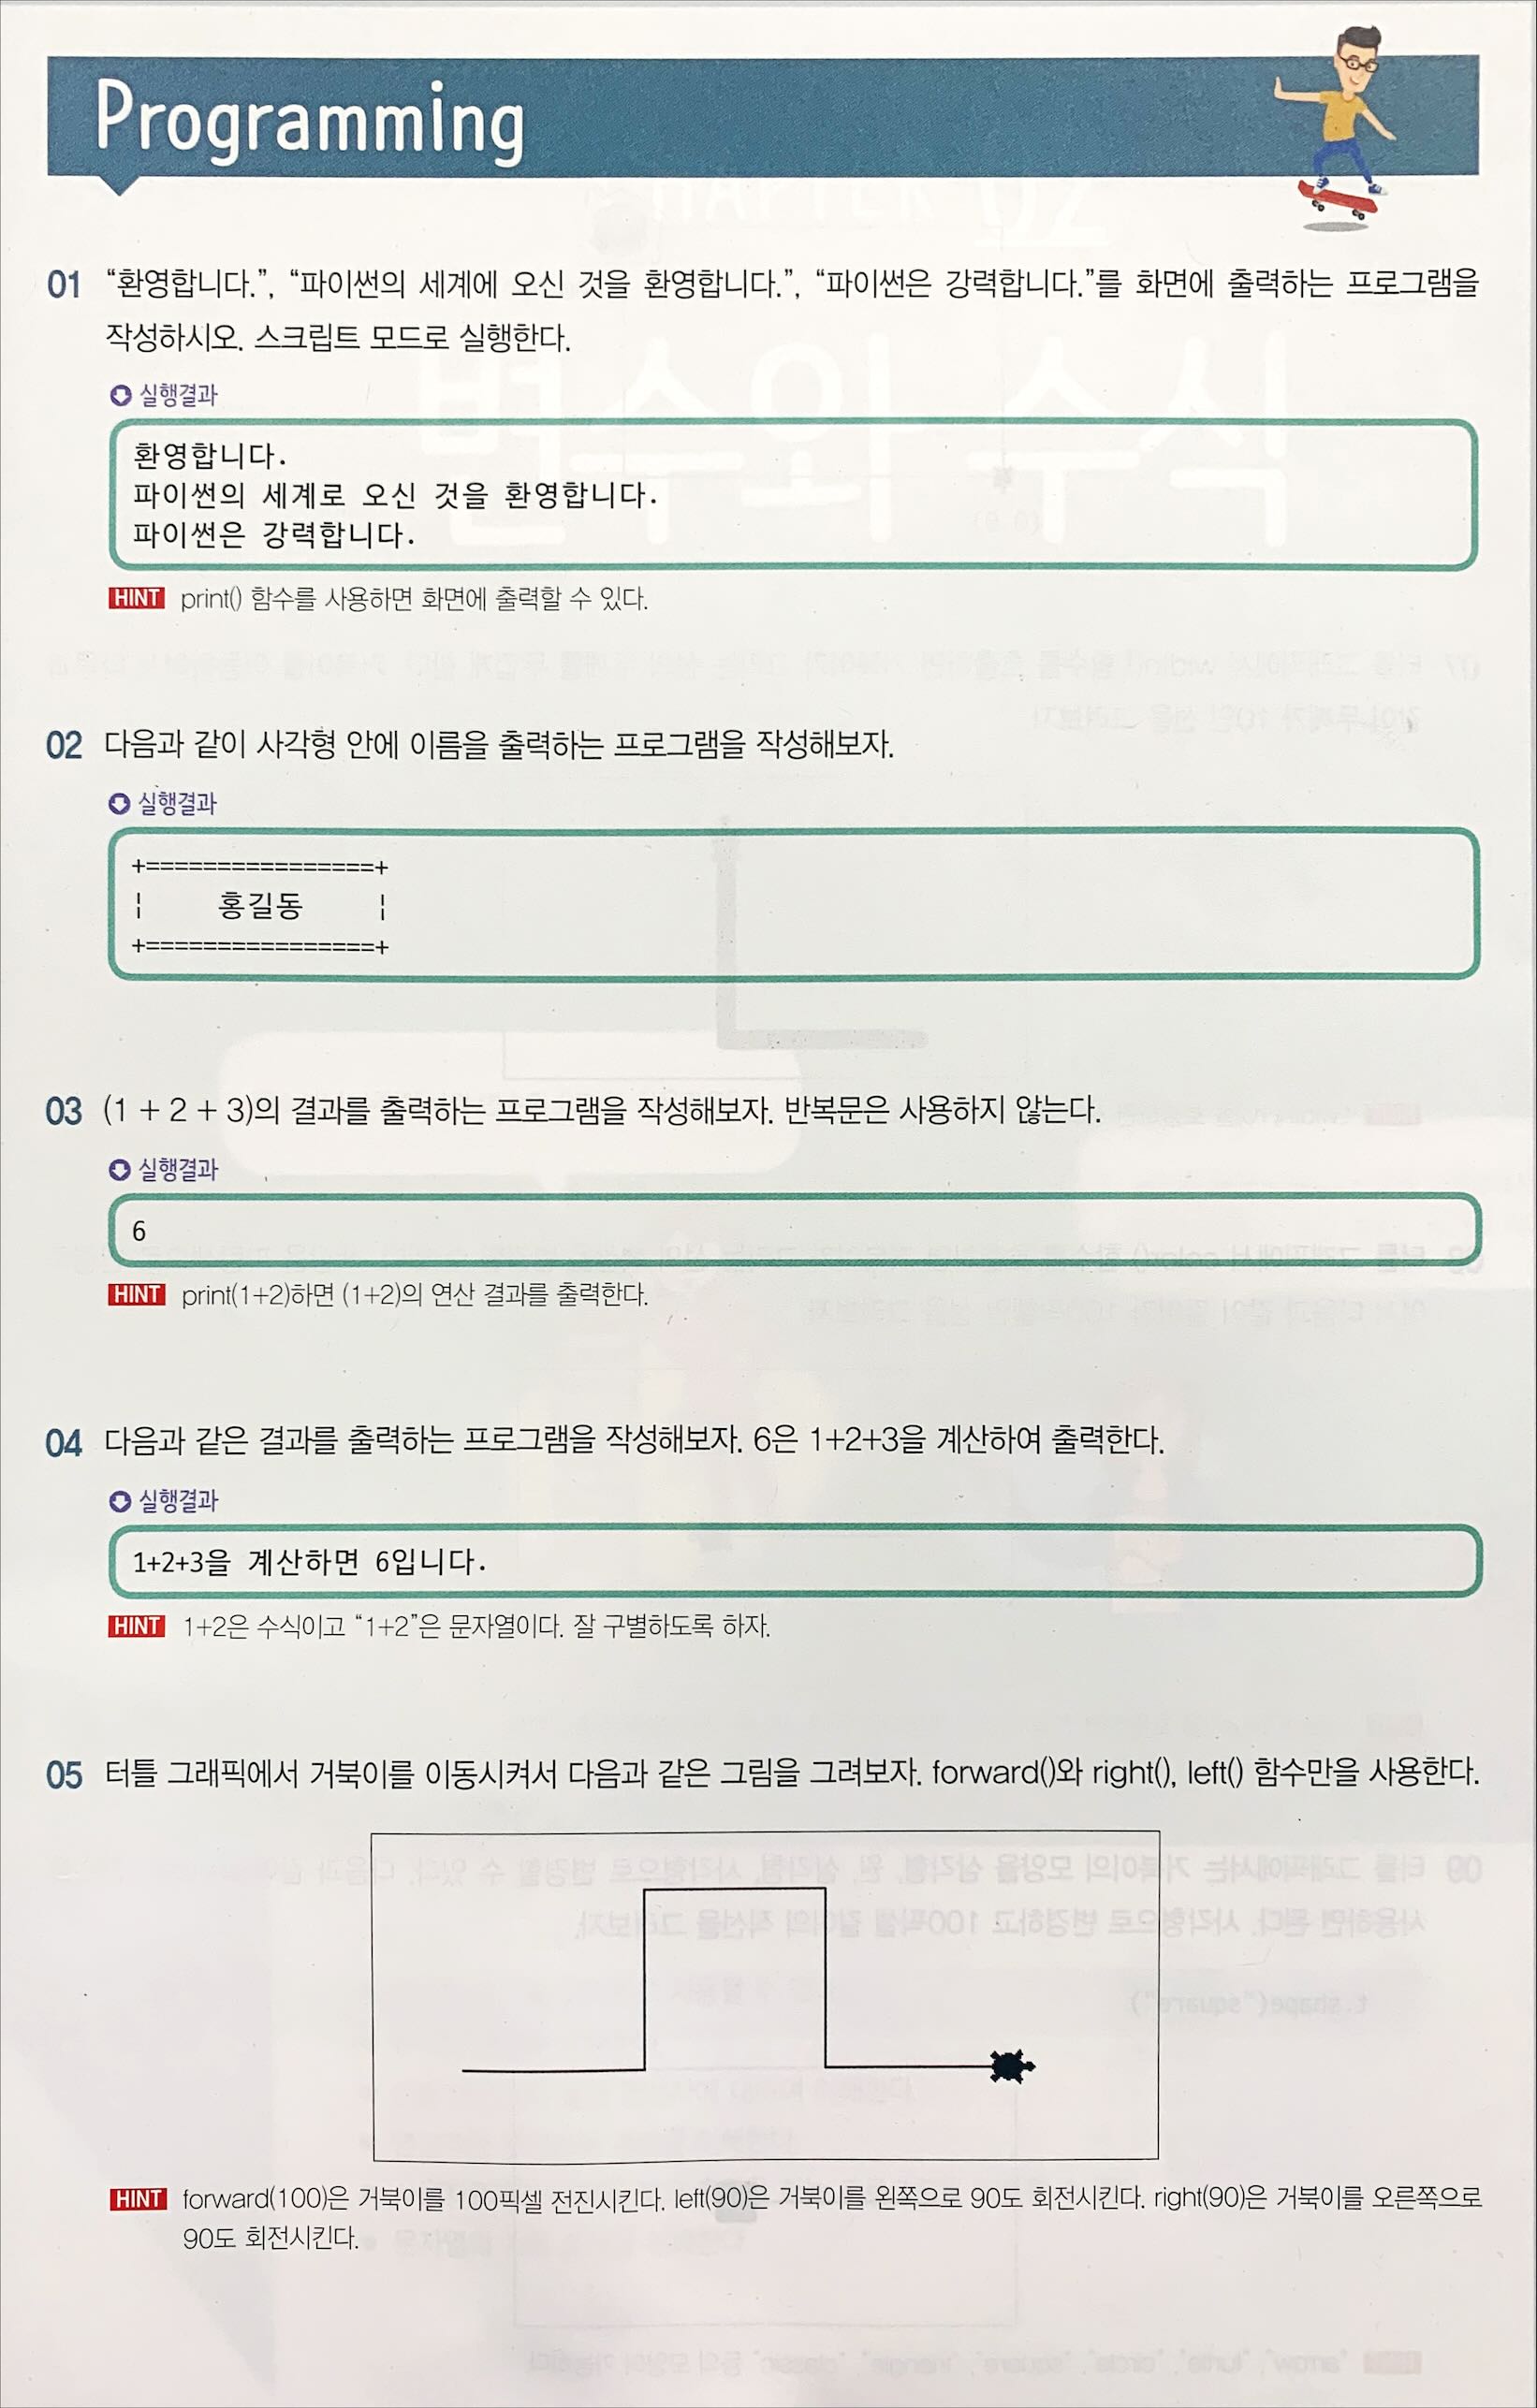 Programming
01 “환영합니다.”, “파이썬의 세계에 오신 것을 환영합니다.”, “파이썬은 강력합니다.”를 화면에 출력하는 프로그램을
작성하시오. 스크립트 모드로 실행한다.
실행결과
환영합니다.
파이썬의 세계로 오신 것을 환영합니다.
파이썬은 강력합니다.
HINT print() 함수를 사용하면 화면에 출력할 수 있다.
02 다음과 같이 사각형 안에 이름을 출력하는 프로그램을 작성해보자.
실행결과
+================+
¦ 홍길동 ¦
+================+
03 (1 + 2 + 3)의 결과를 출력하는 프로그램을 작성해보자. 반복문은 사용하지 않는다.
실행결과
6
HINT print(1+2)하면 (1+2)의 연산 결과를 출력한다.
04 다음과 같은 결과를 출력하는 프로그램을 작성해보자. 6은 1+2+3을 계산하여 출력한다.
실행결과
1+2+3을 계산하면 6입니다.
HINT 1+2은 수식이고 “1+2”은 문자열이다. 잘 구별하도록 하자.
05 터틀 그래픽에서 거북이를 이동시켜서 다음과 같은 그림을 그려보자. forward()와 right(), left() 함수만을 사용한다.
HINT forward(100)은 거북이를 100픽셀 전진시킨다. left(90)은 거북이를 왼쪽으로 90도 회전시킨다. right(90)은 거북이를 오른쪽으로
90도 회전시킨다.